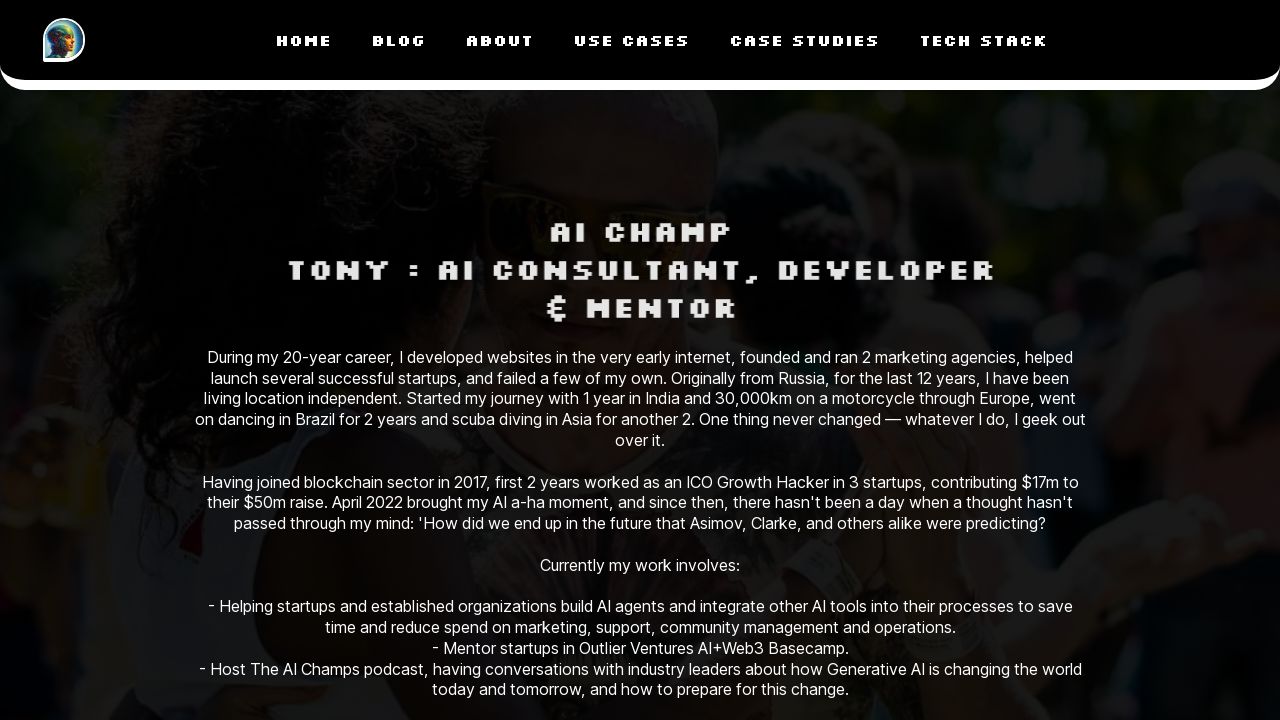 HOME BLOG ABOUT USE CASES CASE STUDIES TECH STACK
AI CHAMP
TONY : AI CONSULTANT, DEVELOPER
& MENTOR
During my 20-year career, I developed websites in the very early internet, founded and ran 2 marketing agencies, helped
launch several successful startups, and failed a few of my own. Originally from Russia, for the last 12 years, I have been
living location independent. Started my journey with 1 year in India and 30,000km on a motorcycle through Europe, went
on dancing in Brazil for 2 years and scuba diving in Asia for another 2. One thing never changed — whatever I do, I geek out
over it.
Having joined blockchain sector in 2017, first 2 years worked as an ICO Growth Hacker in 3 startups, contributing $17m to
their $50m raise. April 2022 brought my AI a-ha moment, and since then, there hasn't been a day when a thought hasn't
passed through my mind: 'How did we end up in the future that Asimov, Clarke, and others alike were predicting?
Currently my work involves:
- Helping startups and established organizations build AI agents and integrate other AI tools into their processes to save
time and reduce spend on marketing, support, community management and operations.
- Mentor startups in Outlier Ventures AI+Web3 Basecamp.
- Host The AI Champs podcast, having conversations with industry leaders about how Generative AI is changing the world
today and tomorrow, and how to prepare for this change.